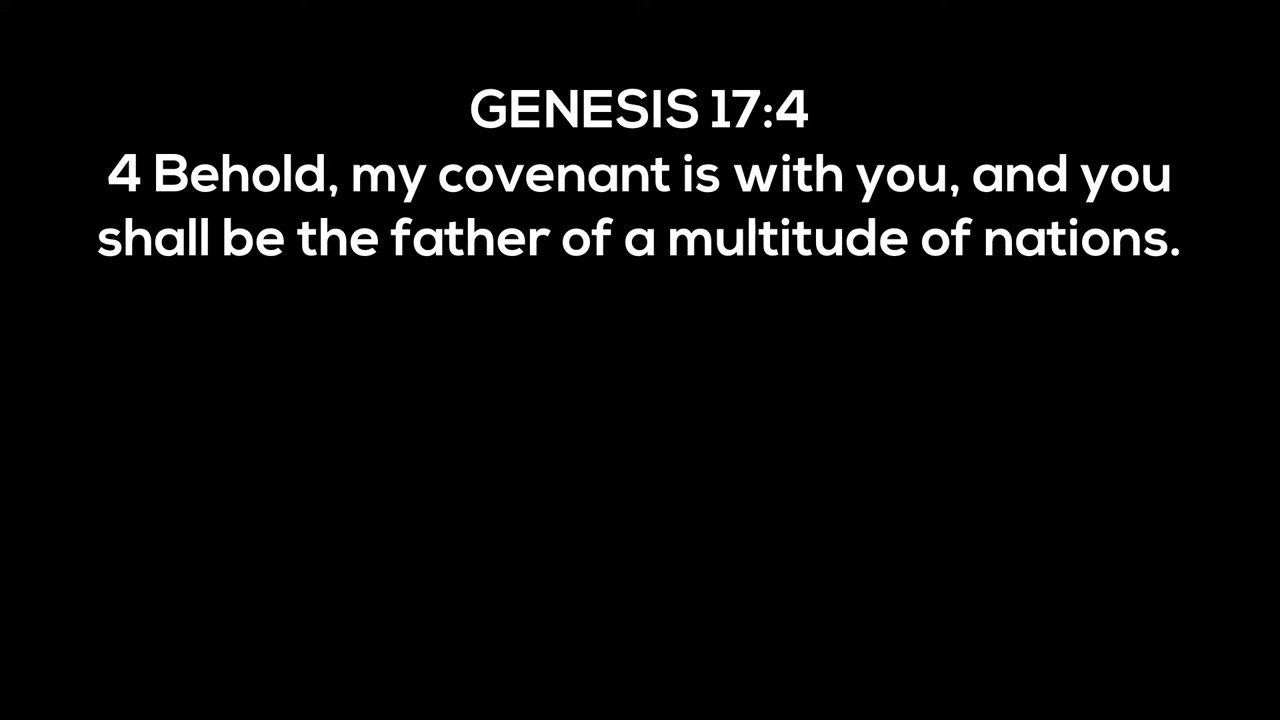 GENESIS 17:4
4 Behold, my covenant is with you, and you
shall be the father of a multitude of nations.